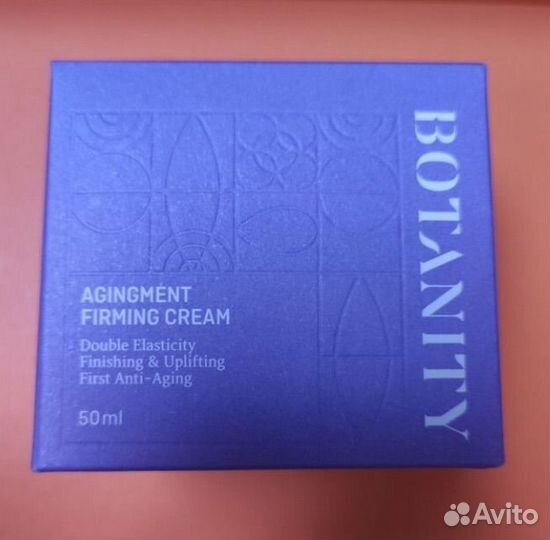 BOTANITY
AGINGMENT
FIRMING CREAM
Double Elasticity
Finishing & Uplifting
First Anti-Aging
50ml
Avito